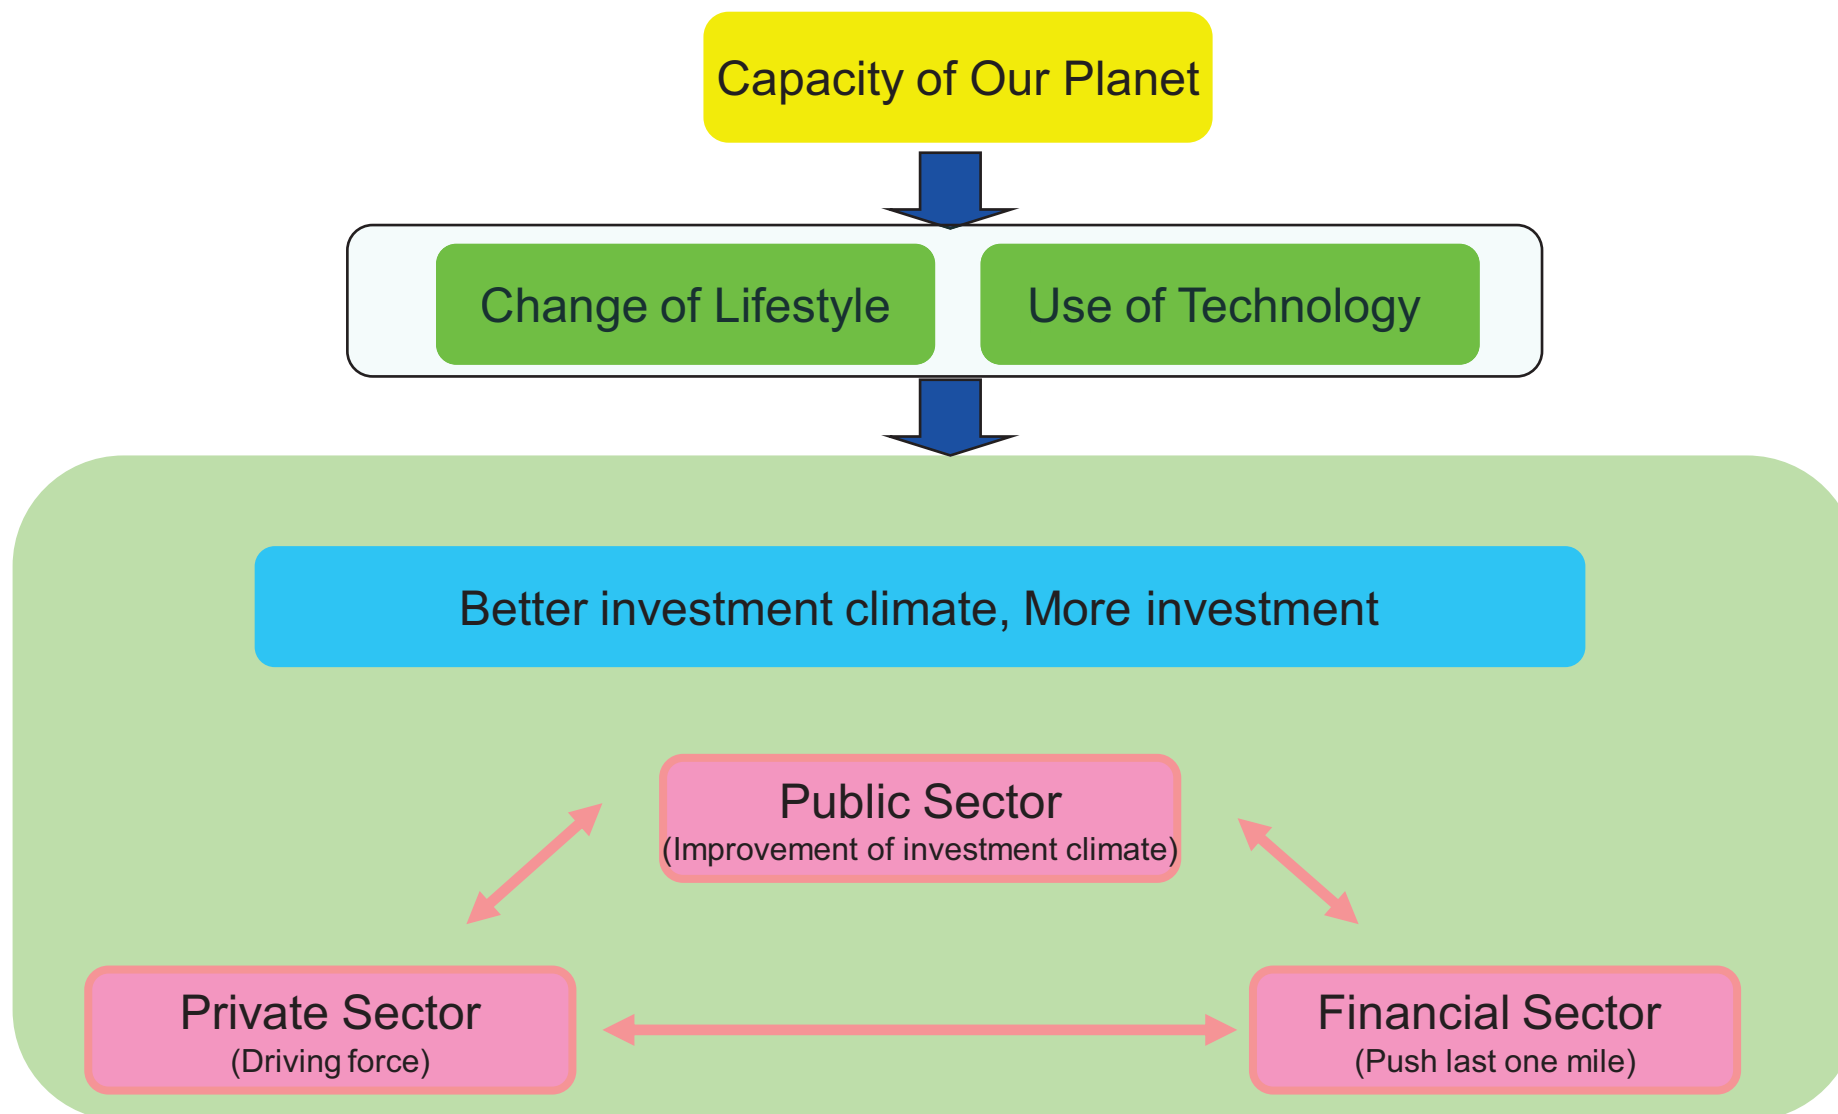 Capacity of Our Planet
Change of Lifestyle
Use of Technology
Better investment climate, More investment
Public Sector
(Improvement of investment climate)
Private Sector
(Driving force)
Financial Sector
(Push last one mile)